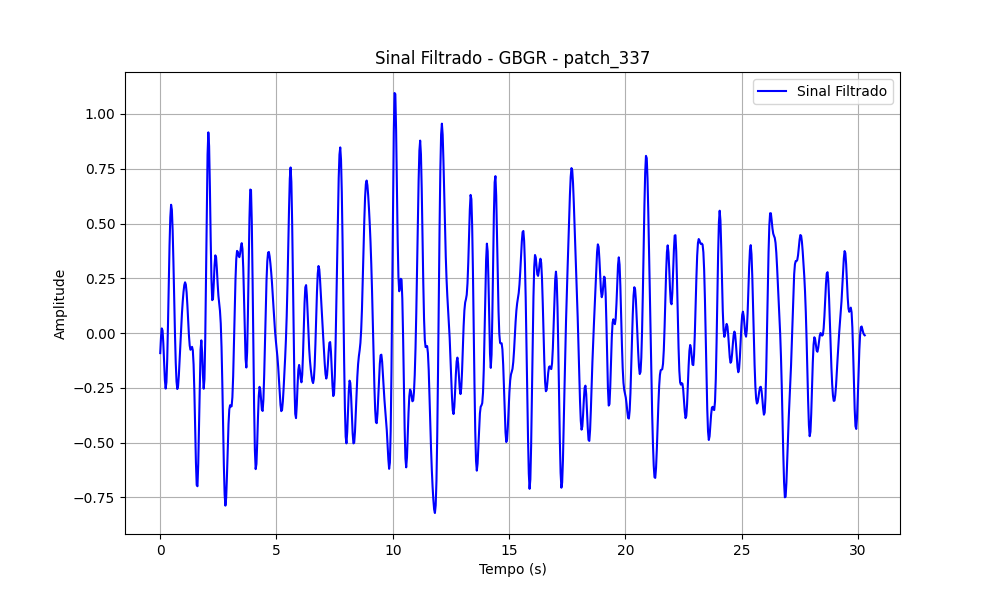 Sinal Filtrado - GBGR - patch_337
Sinal Filtrado
1.00
0.75
0.50
0.25
0.00
−0.25
−0.50
−0.75
Amplitude
0 5 10 15 20 25 30
Tempo (s)